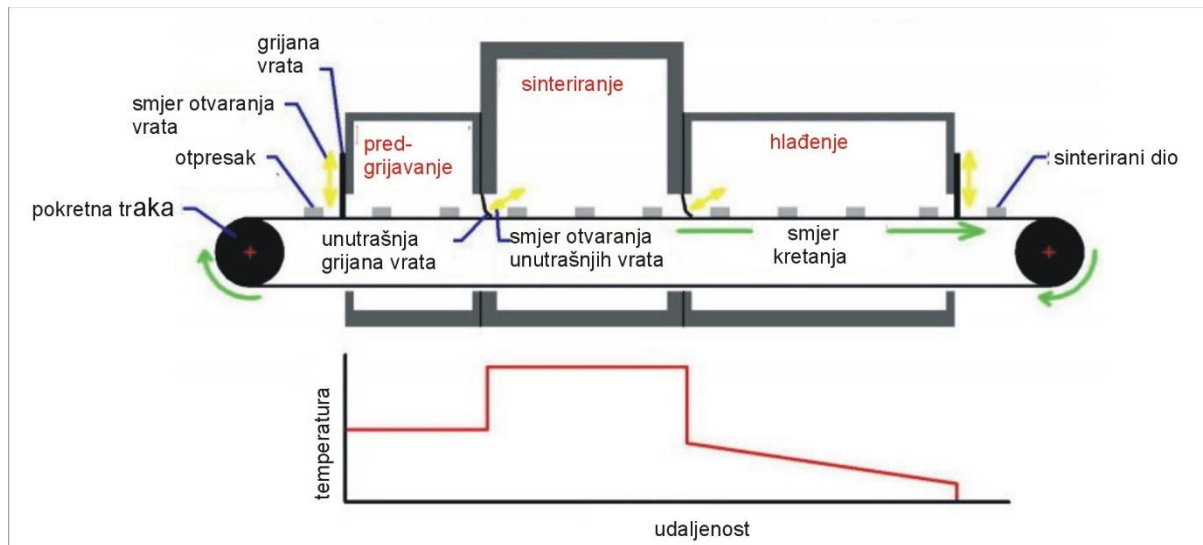 grijana
vrata
smjer otvaranja
vrata
otpresak
pokretna traka
pred-
grijavanje
sinteriranje
hlađenje
sinterirani dio
unutrašnja
grijana vrata
smjer otvaranja
unutrašnjih vrata
smjer
kretanja
temperatura
udaljenost